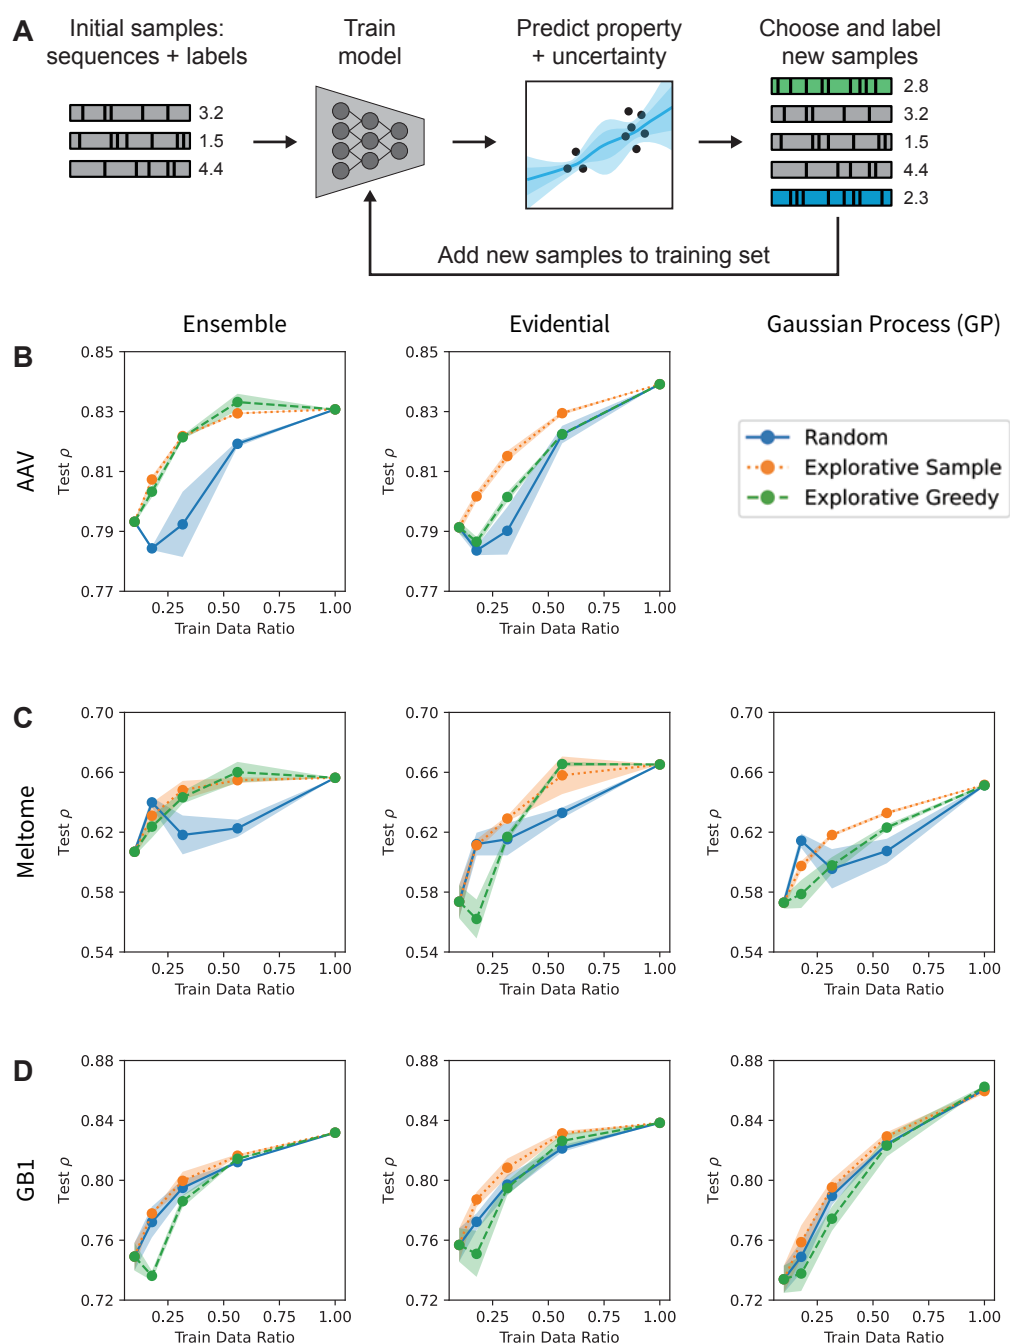 A
Initial samples:
sequences + labels
Train
model
Predict property
+ uncertainty
Choose and label
new samples
3.2
1.5
4.4
2.8
3.2
1.5
4.4
2.3
Add new samples to training set
Ensemble
Evidential
Gaussian Process (GP)
B
AAV
Test ρ
0.85
0.83
0.81
0.79
0.77
0.25 0.50 0.75 1.00
Train Data Ratio
Test ρ
0.85
0.83
0.81
0.79
0.77
0.25 0.50 0.75 1.00
Train Data Ratio
Random
Explorative Sample
Explorative Greedy
C
Meltome
Test ρ
0.70
0.66
0.62
0.58
0.54
0.25 0.50 0.75 1.00
Train Data Ratio
Test ρ
0.70
0.66
0.62
0.58
0.54
0.25 0.50 0.75 1.00
Train Data Ratio
Test ρ
0.70
0.66
0.62
0.58
0.54
0.25 0.50 0.75 1.00
Train Data Ratio
D
GB1
Test ρ
0.88
0.84
0.80
0.76
0.72
0.25 0.50 0.75 1.00
Train Data Ratio
Test ρ
0.88
0.84
0.80
0.76
0.72
0.25 0.50 0.75 1.00
Train Data Ratio
Test ρ
0.88
0.84
0.80
0.76
0.72
0.25 0.50 0.75 1.00
Train Data Ratio